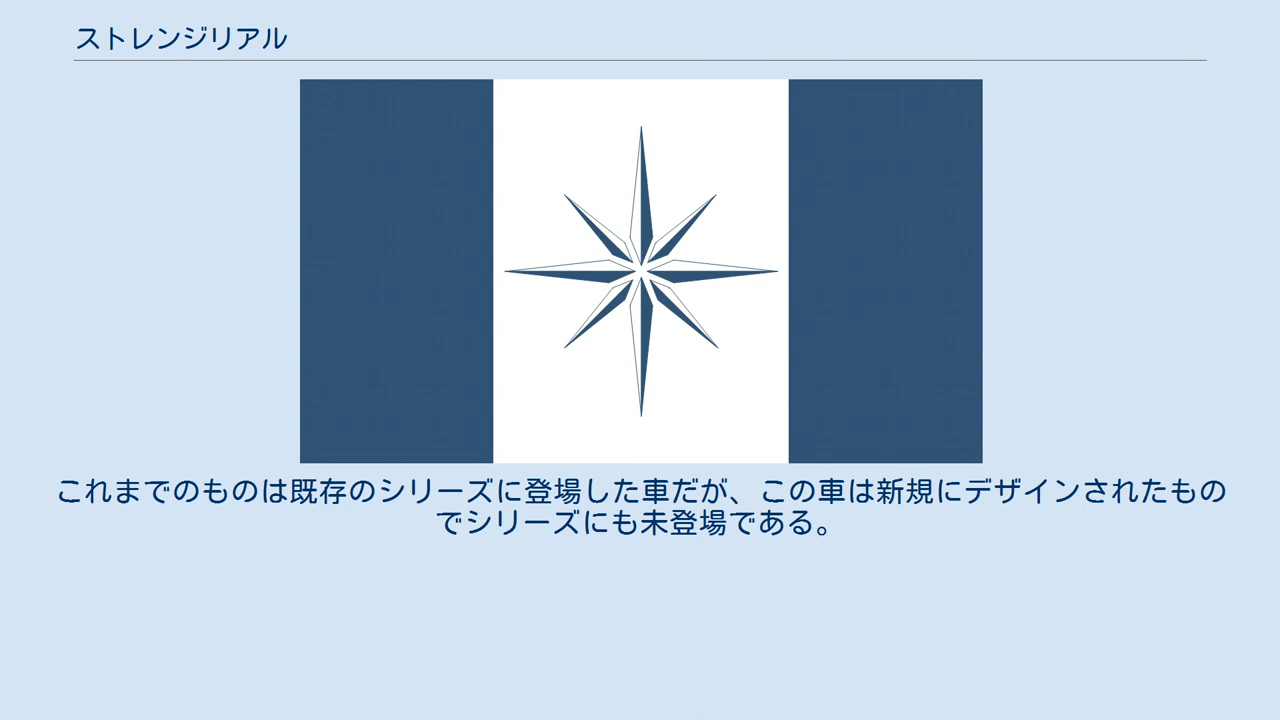 ストレンジリアル
これまでのものは既存のシリーズに登場した車だが、この車は新規にデザインされたもの
でシリーズにも未登場である。